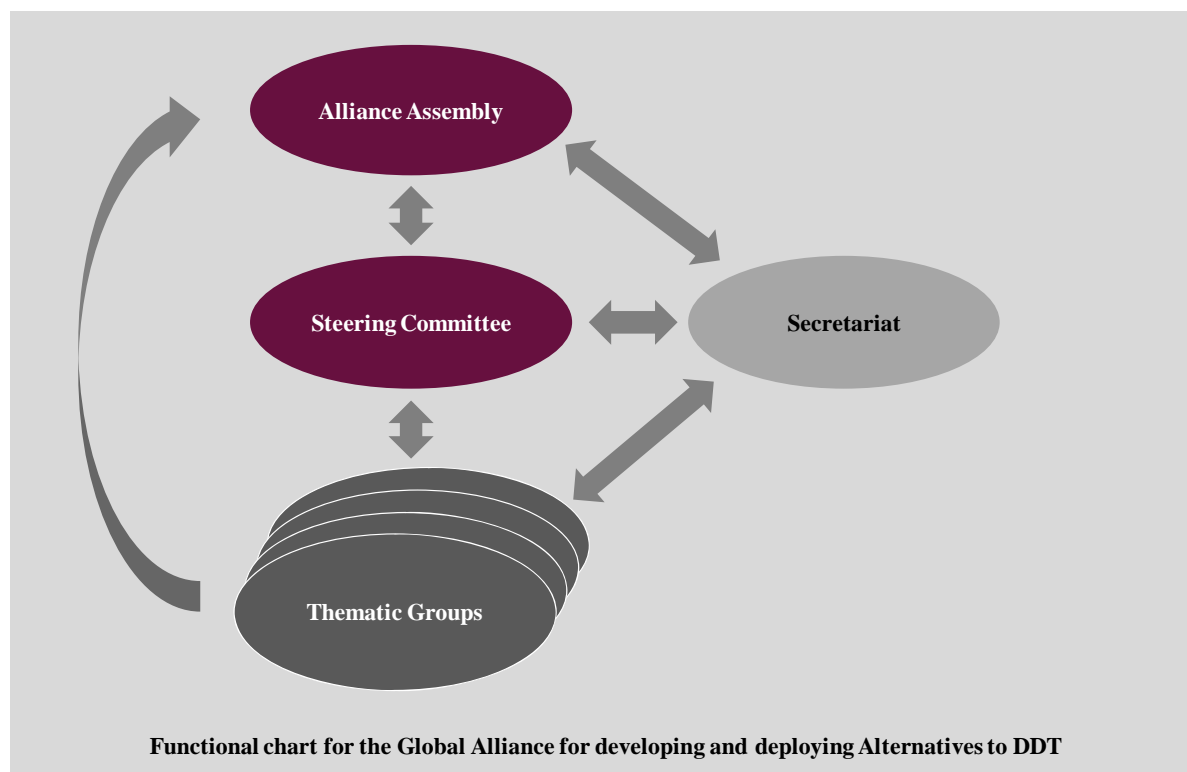 Alliance Assembly
Steering Committee
Secretariat
Thematic Groups
Functional chart for the Global Alliance for developing and deploying Alternatives to DDT